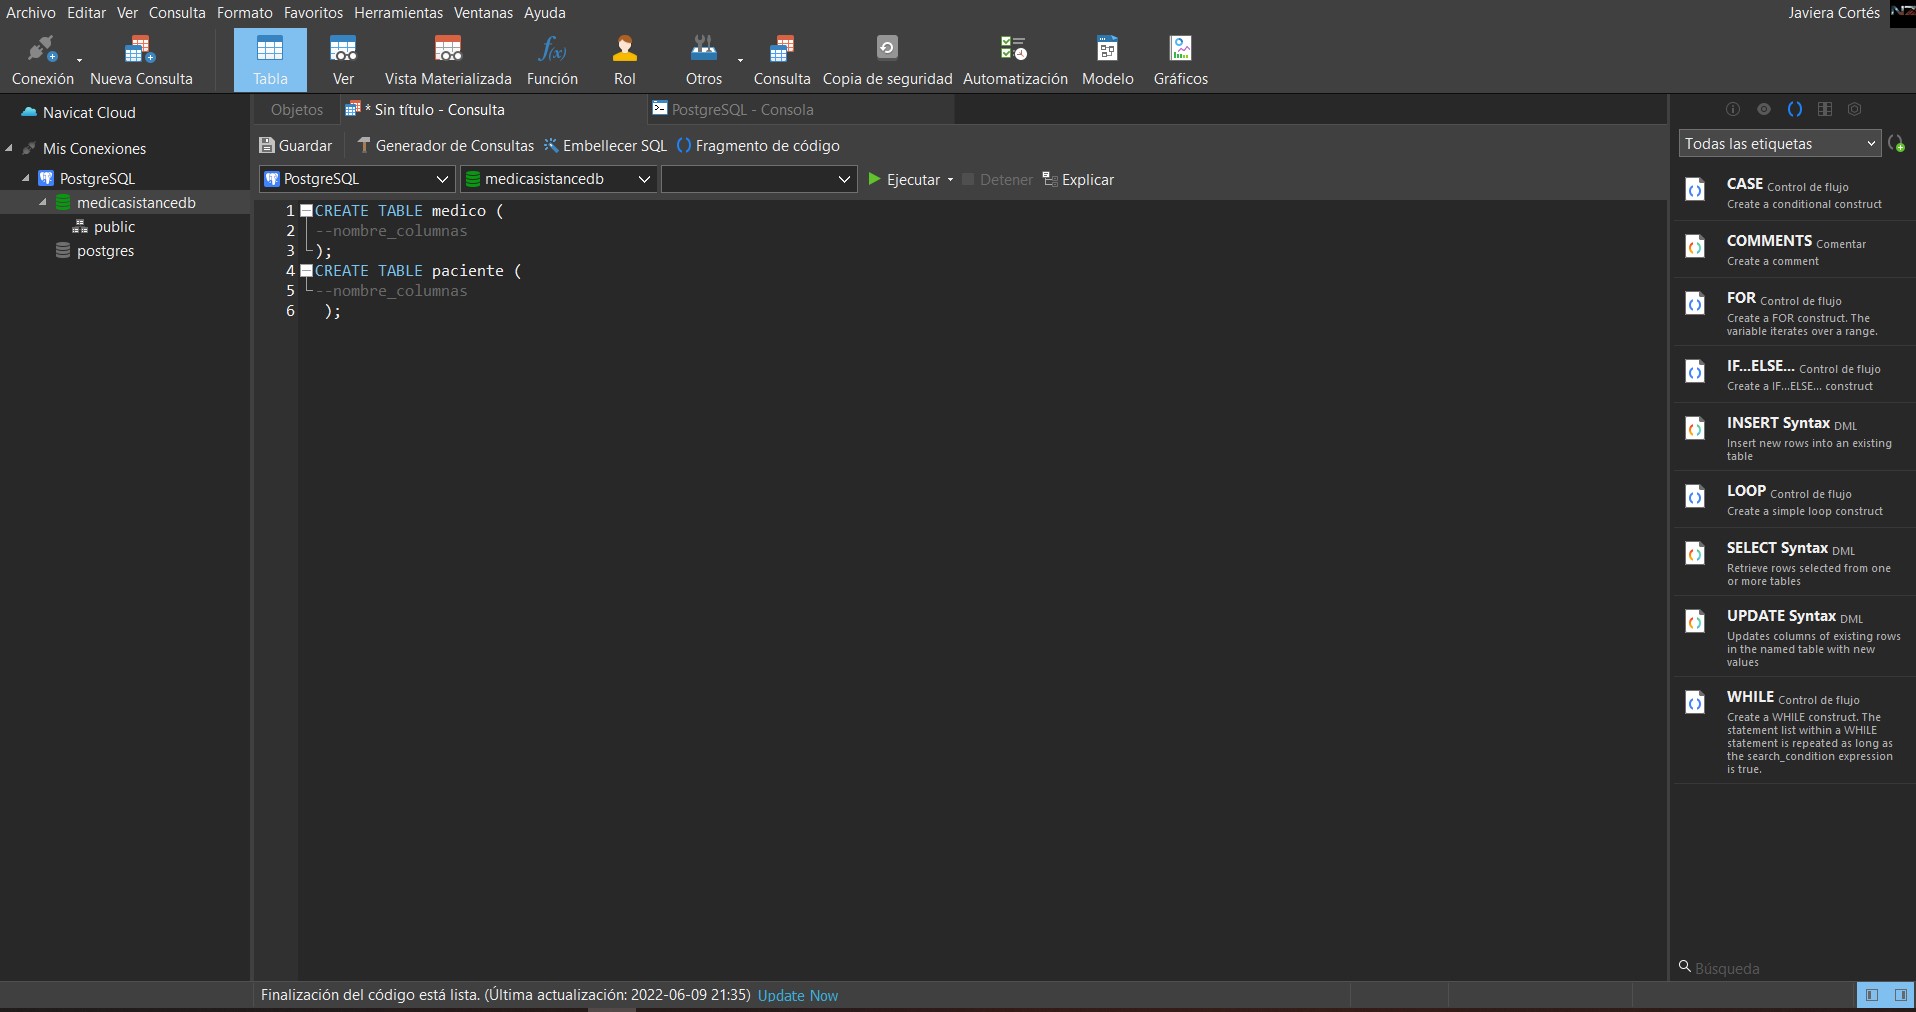 Archivo Editar Ver Consulta Formato Favoritos Herramientas Ventanas Ayuda
Javiera Cortés
Conexión Nueva Consulta Tabla Ver Vista Materializada Función Rol Otros Consulta Copia de seguridad Automatización Modelo Gráficos
Navicat Cloud
Mis Conexiones
PostgreSQL
medicasistancedb
public
postgres
Objetos * Sin título - Consulta PostgreSQL - Consola
Guardar Generador de Consultas Embellecer SQL Fragmento de código
PostgreSQL medicasistancedb Ejecutar Detener Explicar
1 CREATE TABLE medico (
2 --nombre_columnas
3 );
4 CREATE TABLE paciente (
5 --nombre_columnas
6 );
Todas las etiquetas
CASE Control de flujo
Create a conditional construct
COMMENTS Comentar
Create a comment
FOR Control de flujo
Create a FOR construct. The
variable iterates over a range.
IF...ELSE... Control de flujo
Create a IF...ELSE... construct
INSERT Syntax DML
Insert new rows into an existing
table
LOOP Control de flujo
Create a simple loop construct
SELECT Syntax DML
Retrieve rows selected from one
or more tables
UPDATE Syntax DML
Updates columns of existing rows
in the named table with new
values
WHILE Control de flujo
Create a WHILE construct. The
statement list within a WHILE
statement is repeated as long as
the search_condition expression
is true.
Búsqueda
Finalización del código está lista. (Última actualización: 2022-06-09 21:35) Update Now